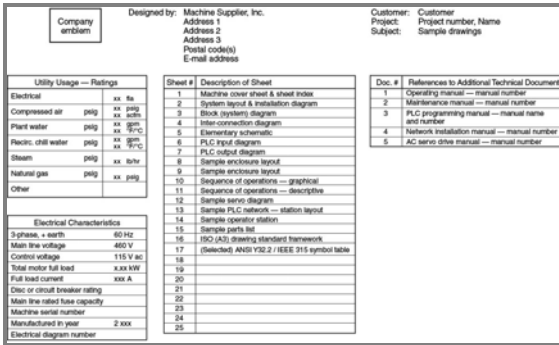 Company
emblem
Designed by: Machine Supplier, Inc.
Address 1
Address 2
Address 3
Postal code(s)
E-mail address
Customer: Customer
Project: Project number, Name
Subject: Sample drawings
Utility Usage — Ratings
Electrical xx fla
Compressed air psig xx psig
xx acfm
Plant water psig xx gpm
xx °F/°C
Recirc. chill water psig xx gpm
xx °F/°C
Steam psig xx lb/hr
Natural gas psig xx psig
Other
Electrical Characteristics
3-phase, + earth 60 Hz
Main line voltage 460 V
Control voltage 115 V ac
Total motor full load x.xx kW
Full load current xxx A
Disc or circuit breaker rating
Main line rated fuse capacity
Machine serial number
Manufactured in year 2 xxx
Electrical diagram number
Sheet # Description of Sheet
1 Machine cover sheet & sheet index
2 System layout & installation diagram
3 Block (system) diagram
4 Inter-connection diagram
5 Elementary schematic
6 PLC input diagram
7 PLC output diagram
8 Sample enclosure layout
9 Sample enclosure layout
10 Sequence of operations — graphical
11 Sequence of operations — descriptive
12 Sample servo diagram
13 Sample PLC network — station layout
14 Sample operator station
15 Sample parts list
16 ISO (A3) drawing standard framework
17 (Selected) ANSI Y32.2 / IEEE 315 symbol table
18
19
20
21
22
23
24
25
Doc. # References to Additional Technical Document
1 Operating manual — manual number
2 Maintenance manual — manual number
3 PLC programming manual — manual name
and number
4 Network installation manual — manual number
5 AC servo drive manual — manual number